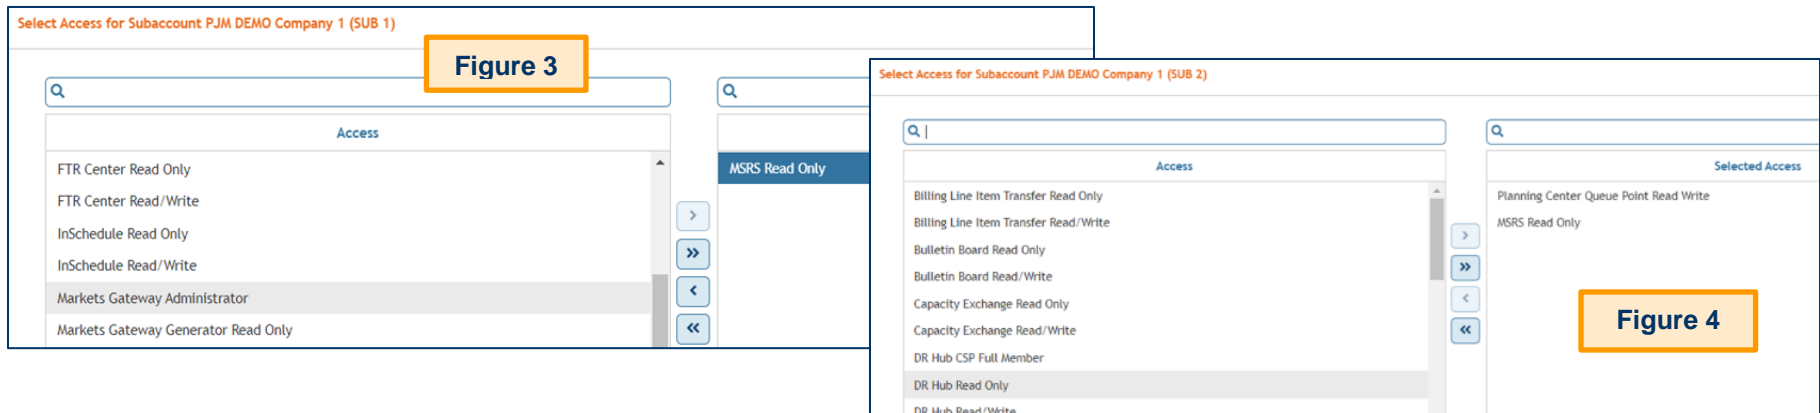 Select Access for Subaccount PJM DEMO Company 1 (SUB 1)
Figure 3
Access
FTR Center Read Only
FTR Center Read/Write
InSchedule Read Only
InSchedule Read/Write
Markets Gateway Administrator
Markets Gateway Generator Read Only
MSRS Read Only
Select Access for Subaccount PJM DEMO Company 1 (SUB 2)
Access
Billing Line Item Transfer Read Only
Billing Line Item Transfer Read/Write
Bulletin Board Read Only
Bulletin Board Read/Write
Capacity Exchange Read Only
Capacity Exchange Read/Write
DR Hub CSP Full Member
DR Hub Read Only
DR Hub Read/Write
Selected Access
Planning Center Queue Point Read Write
MSRS Read Only
Figure 4